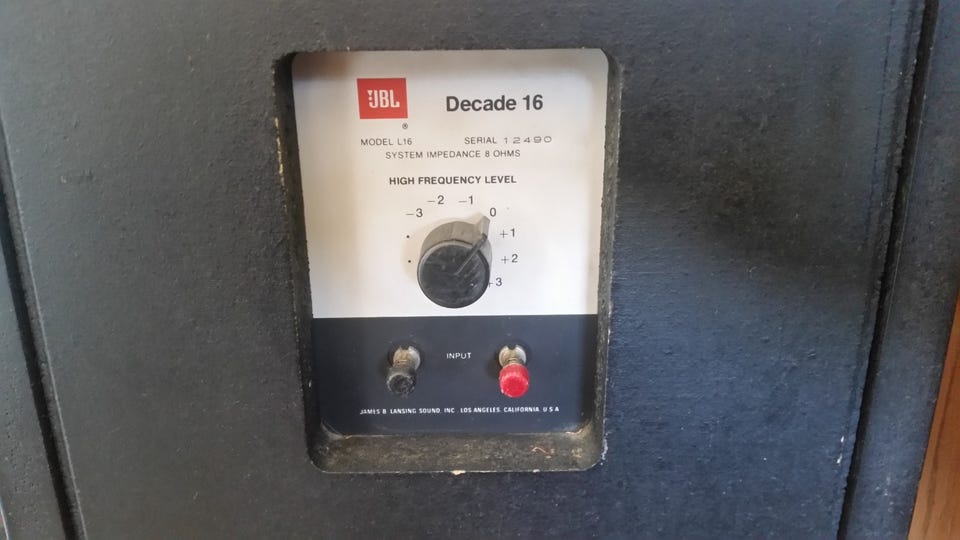 JBL Decade 16
®
MODEL L16 SERIAL 12490
SYSTEM IMPEDANCE 8 OHMS
HIGH FREQUENCY LEVEL
-3 -2 -1 0
+1
+2
+3
INPUT
JAMES B. LANSING SOUND, INC., LOS ANGELES, CALIFORNIA, U.S.A.